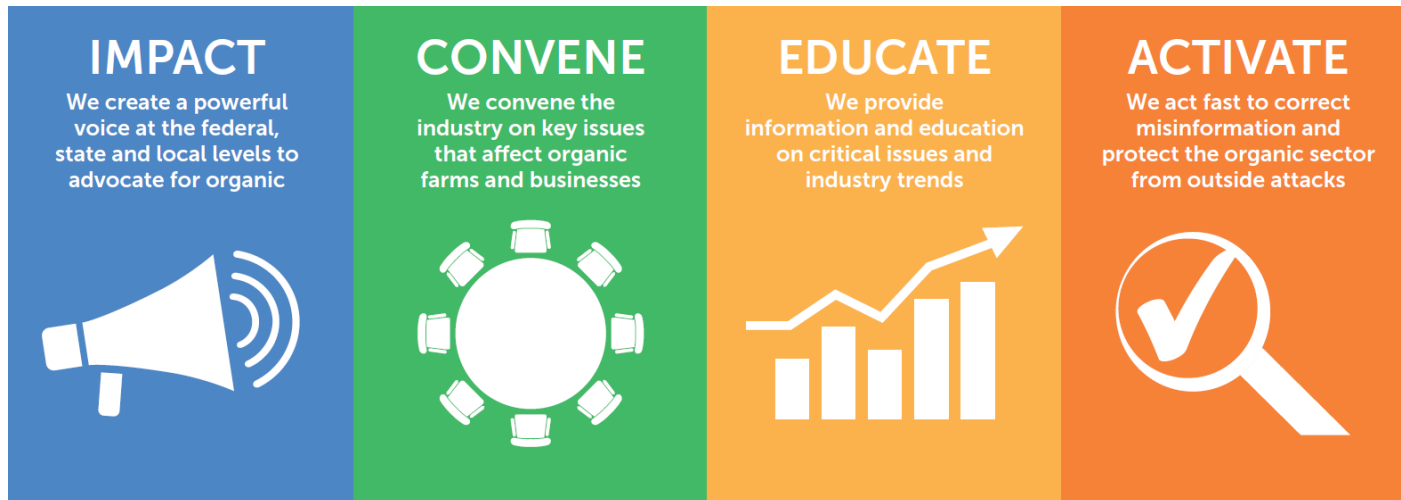 IMPACT
We create a powerful
voice at the federal,
state and local levels to
advocate for organic
CONVENE
We convene the
industry on key issues
that affect organic
farms and businesses
EDUCATE
We provide
information and education
on critical issues and
industry trends
ACTIVATE
We act fast to correct
misinformation and
protect the organic sector
from outside attacks